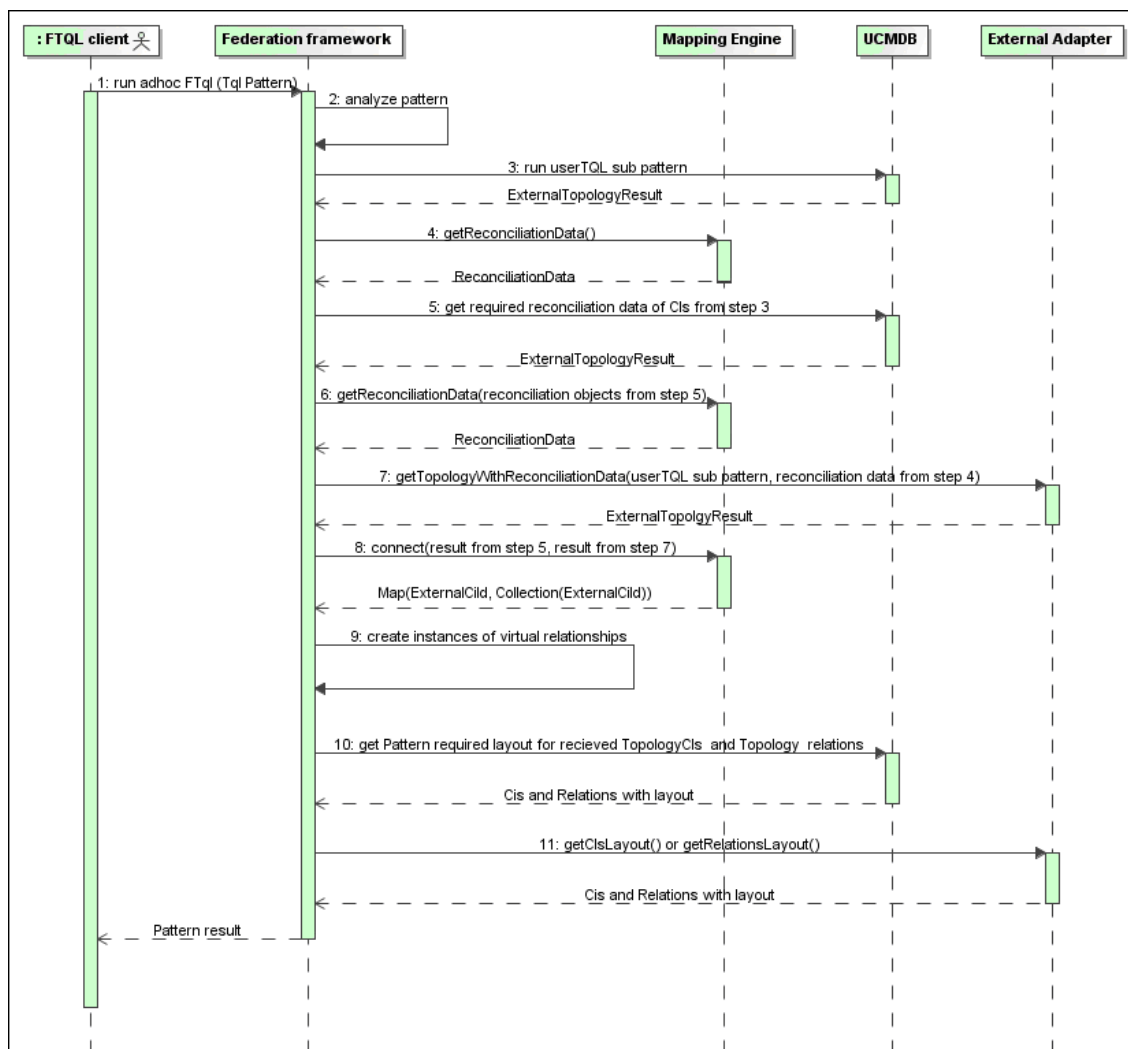 : FTQL client
Federation framework
Mapping Engine
UCMDB
External Adapter
1: run adhoc FTql (Tql Pattern)
2: analyze pattern
3: run userTQL sub pattern
ExternalTopologyResult
4: getReconciliationData()
ReconciliationData
5: get required reconciliation data of CIs from step 3
ExternalTopologyResult
6: getReconciliationData(reconciliation objects from step 5)
ReconciliationData
7: getTopologyWithReconciliationData(userTQL sub pattern, reconciliation data from step 4)
ExternalTopolgyResult
8: connect(result from step 5, result from step 7)
Map(ExternalCiId, Collection(ExternalCiId))
9: create instances of virtual relationships
10: get Pattern required layout for recieved TopologyCIs and Topology relations
Cis and Relations with layout
11: getCIsLayout() or getRelationsLayout()
Cis and Relations with layout
Pattern result